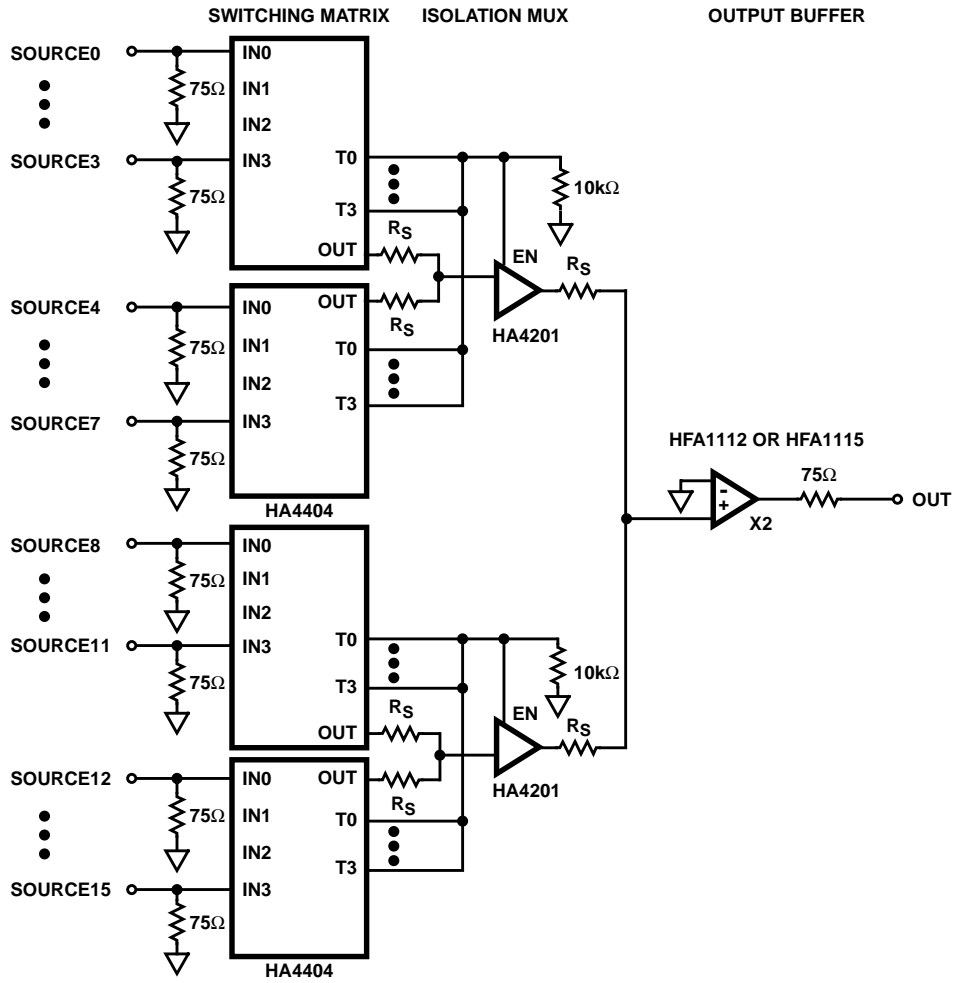 SWITCHING MATRIX ISOLATION MUX OUTPUT BUFFER
SOURCE0
75Ω
IN0
IN1
IN2
SOURCE3
75Ω
IN3
T0
T3
OUT
RS
10kΩ
EN
RS
HA4201
SOURCE4
75Ω
IN0
IN1
IN2
OUT
RS
T0
T3
SOURCE7
75Ω
IN3
HA4404
HFA1112 OR HFA1115
75Ω
-
+
X2
OUT
SOURCE8
75Ω
IN0
IN1
IN2
SOURCE11
75Ω
IN3
T0
T3
OUT
RS
10kΩ
EN
RS
HA4201
SOURCE12
75Ω
IN0
IN1
IN2
OUT
RS
T0
T3
SOURCE15
75Ω
IN3
HA4404